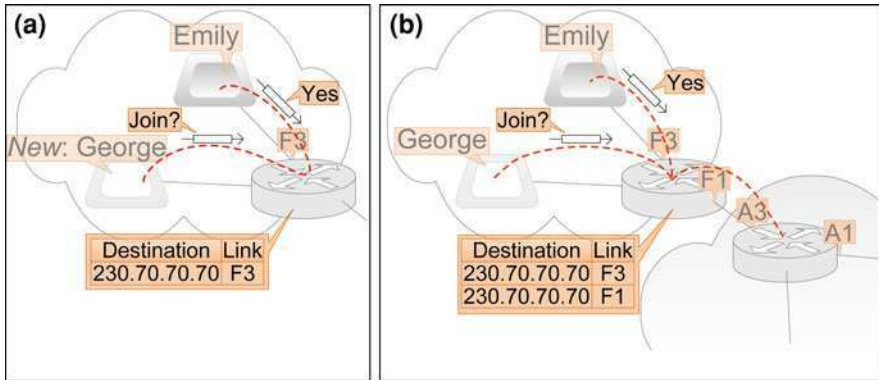 (a)
Emily
Yes
Join?
F3
New: George
Destination Link
230.70.70.70 F3
(b)
Emily
Yes
Join?
F3
George
F1
A3
A1
Destination Link
230.70.70.70 F3
230.70.70.70 F1